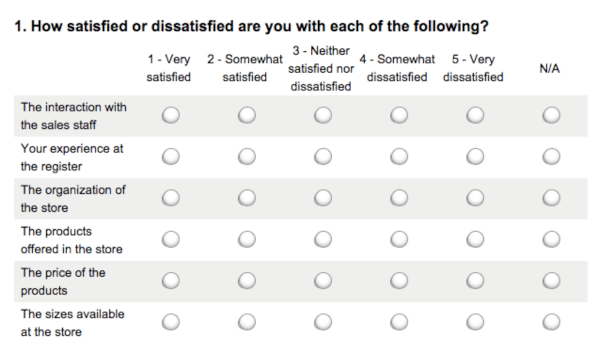 1. How satisfied or dissatisfied are you with each of the following?
1 - Very satisfied
2 - Somewhat satisfied
3 - Neither satisfied nor dissatisfied
4 - Somewhat dissatisfied
5 - Very dissatisfied
N/A
The interaction with
the sales staff
Your experience at
the register
The organization of
the store
The products
offered in the store
The price of the
products
The sizes available
at the store